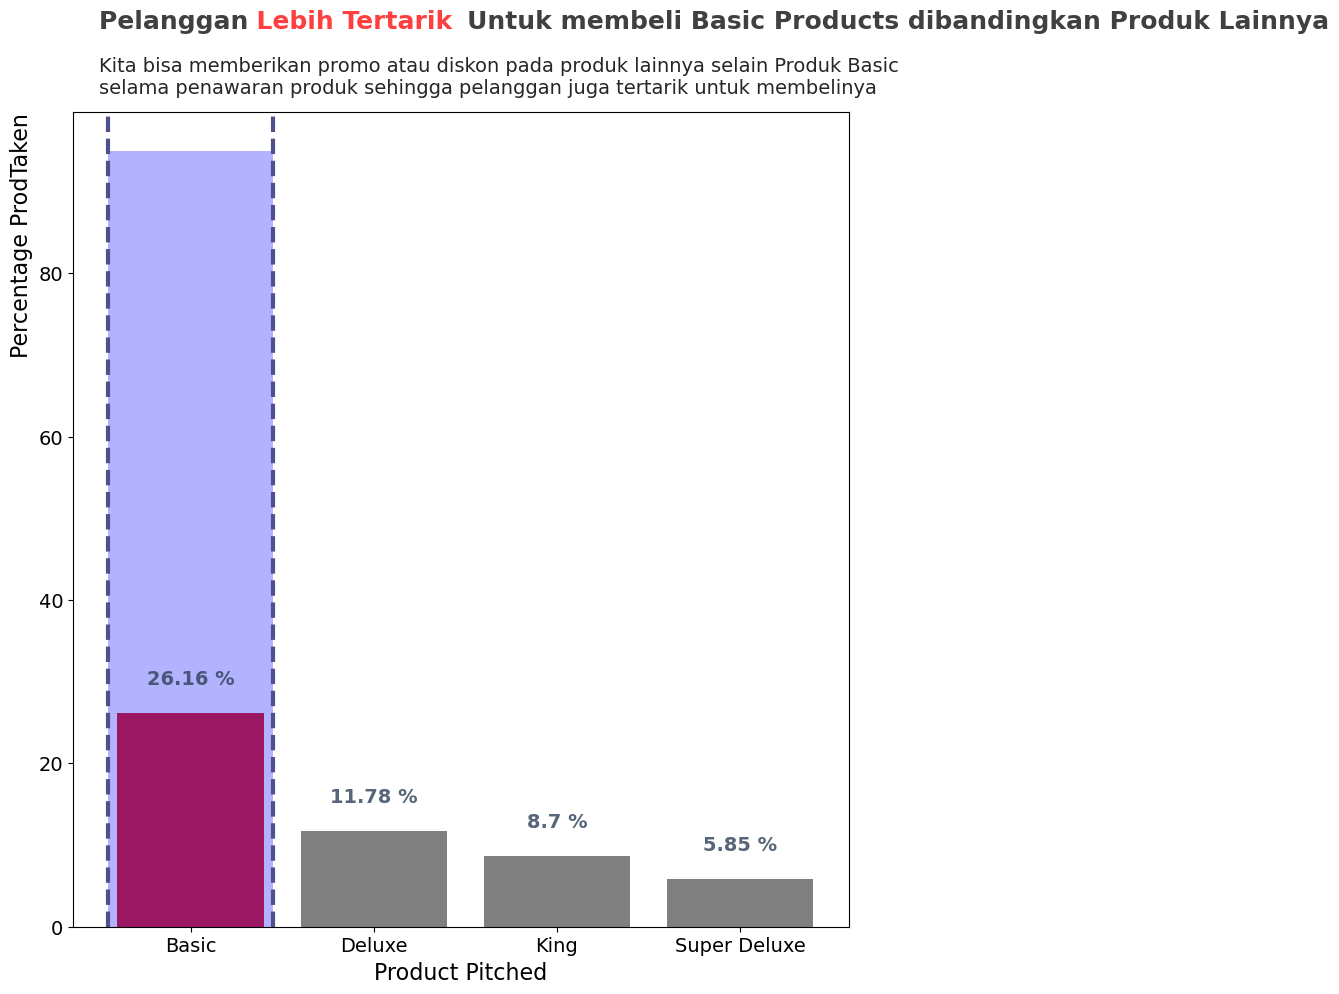 Pelanggan Lebih Tertarik Untuk membeli Basic Products dibandingkan Produk Lainnya
Kita bisa memberikan promo atau diskon pada produk lainnya selain Produk Basic
selama penawaran produk sehingga pelanggan juga tertarik untuk membelinya
Percentage ProdTaken
80
60
40
20
0
26.16 %
11.78 %
8.7 %
5.85 %
Basic
Deluxe
King
Super Deluxe
Product Pitched